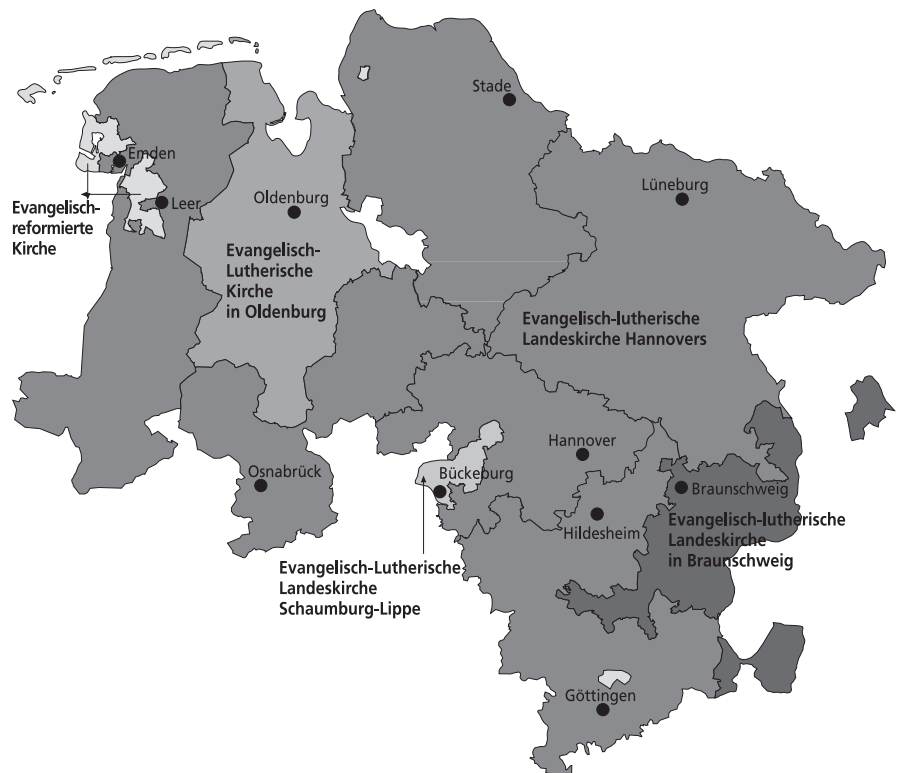 Stade
Emden
Lüneburg
Oldenburg
Leer
Evangelisch-
reformierte
Kirche
Evangelisch-
Lutherische
Kirche
in Oldenburg
Evangelisch-lutherische
Landeskirche Hannovers
Hannover
Osnabrück
Bückeburg
Braunschweig
Hildesheim
Evangelisch-lutherische
Landeskirche
in Braunschweig
Evangelisch-Lutherische
Landeskirche
Schaumburg-Lippe
Göttingen